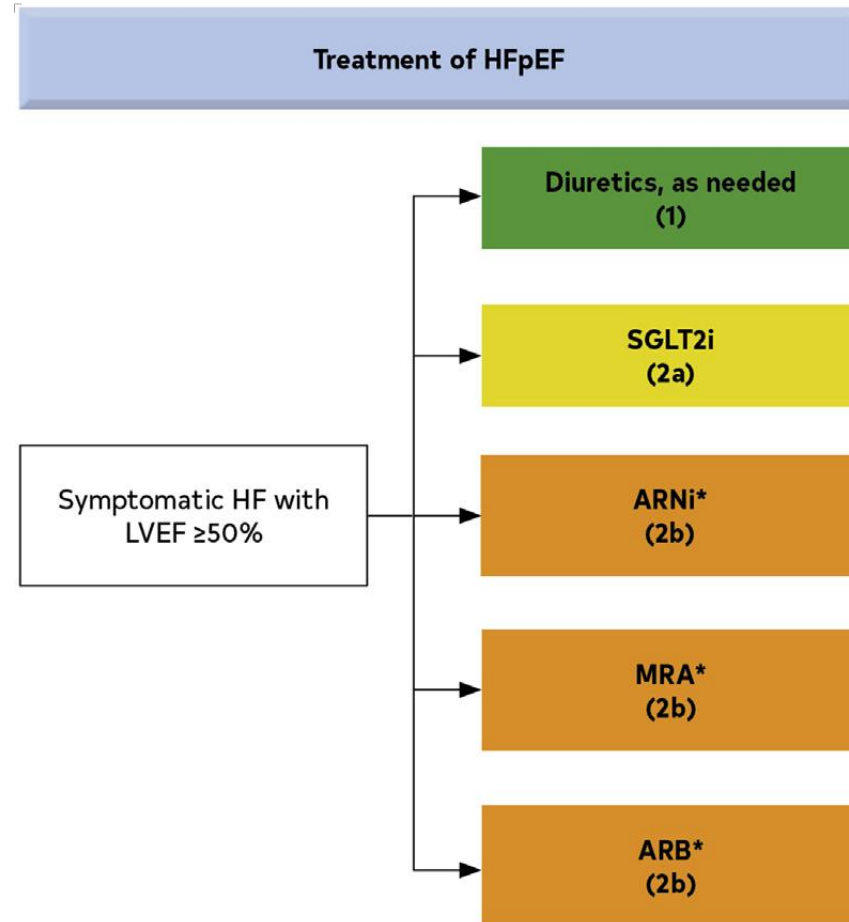 Treatment of HFpEF
Diuretics, as needed
(1)
SGLT2i
(2a)
Symptomatic HF with
LVEF ≥50%
ARNi*
(2b)
MRA*
(2b)
ARB*
(2b)